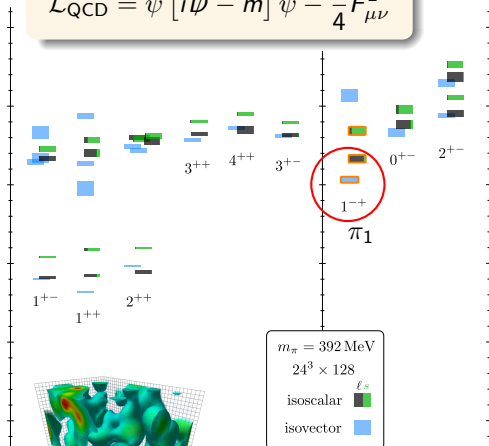 ℒ_QCD = ψ̄ [i𝐷̸ − m] ψ − 1/4 F²_μν
3⁺⁺
4⁺⁺
3⁺⁻
0⁺⁻
2⁺⁻
1⁻⁺
π₁
1⁺⁻
1⁺⁺
2⁺⁺
m_π = 392 MeV
24³ × 128
ℓ s
isoscalar
isovector